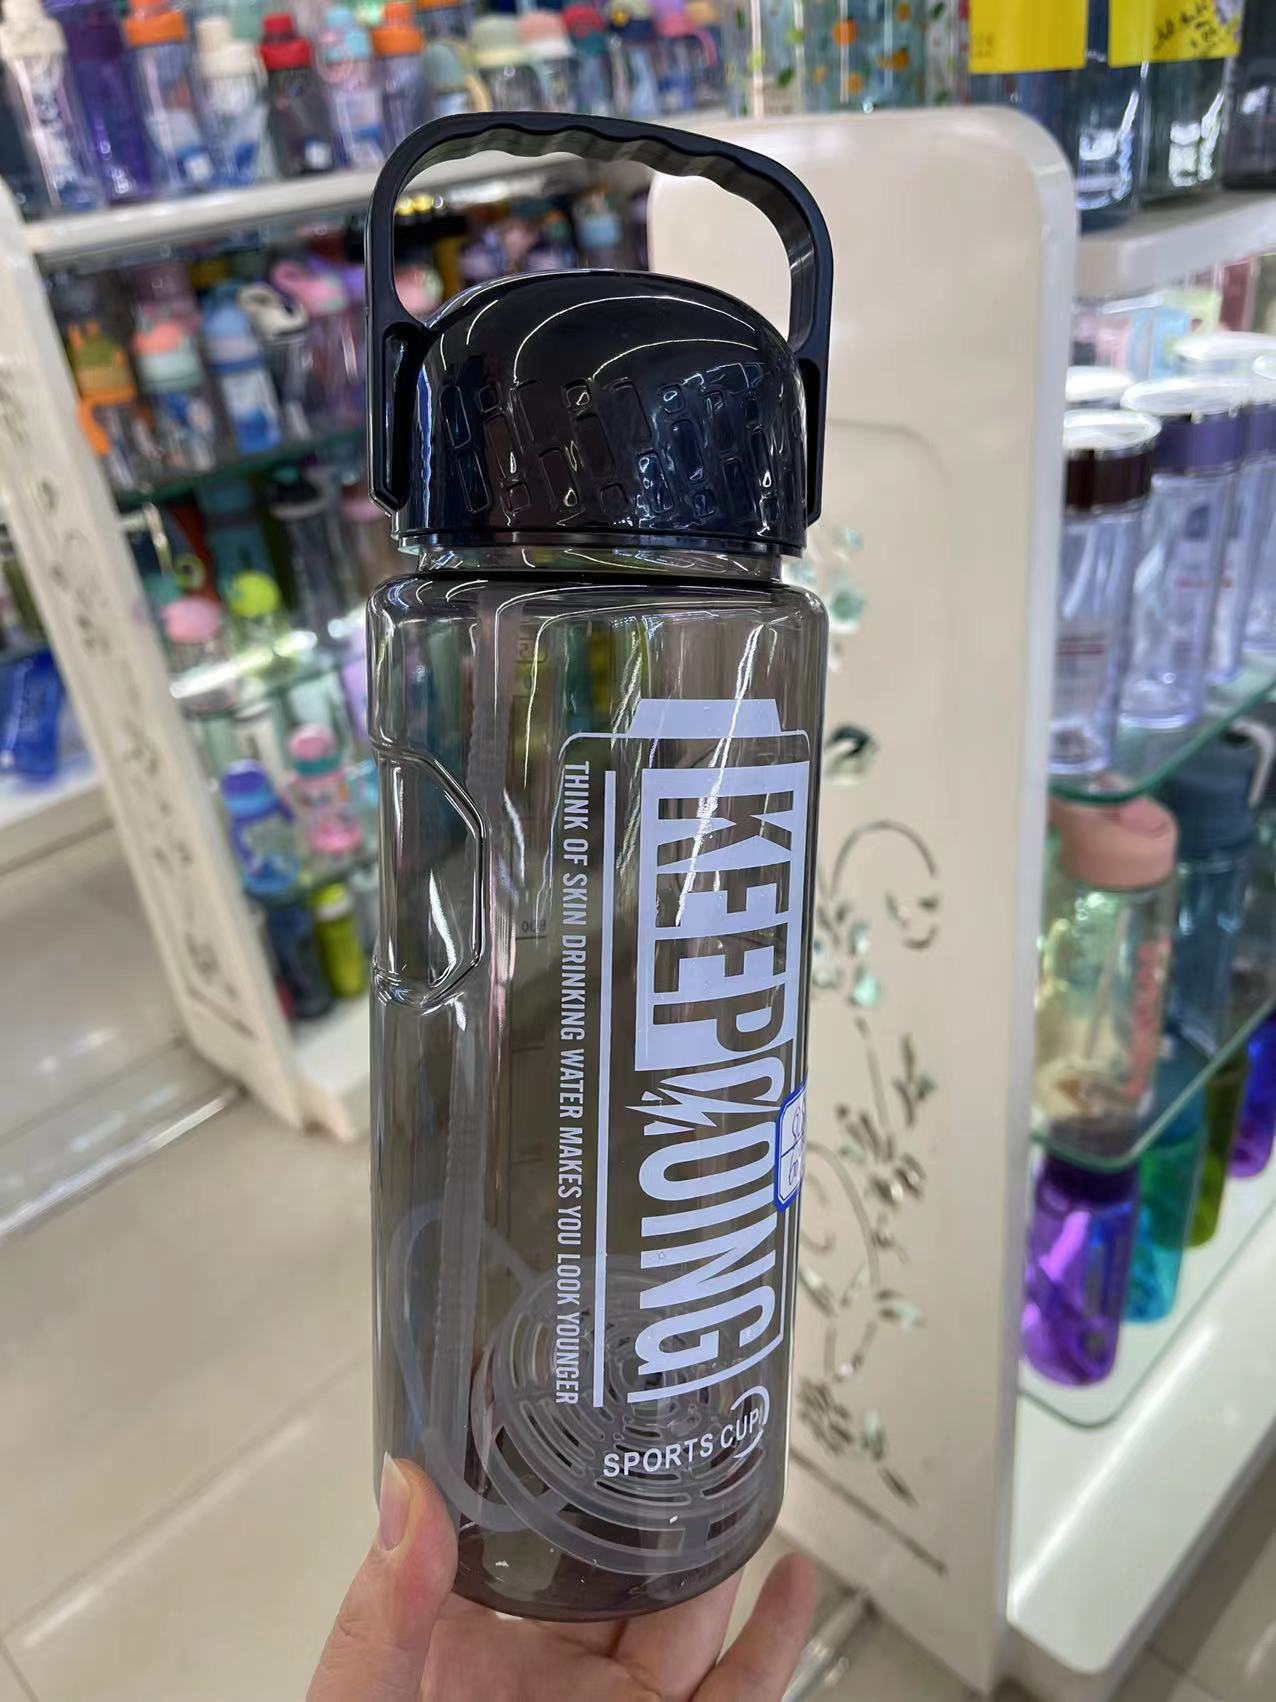 KEEP
GOING
THINK OF SKIN DRINKING WATER MAKES YOU LOOK YOUNGER
SPORTS CUP